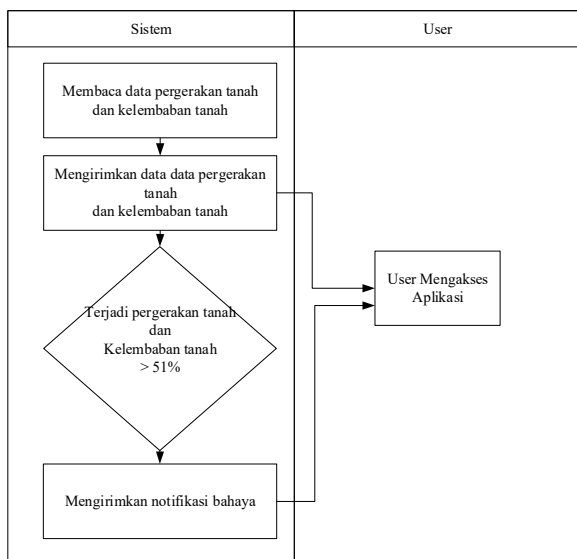 Sistem
User
Membaca data pergerakan tanah
dan kelembaban tanah
Mengirimkan data data pergerakan
tanah
dan kelembaban tanah
Terjadi pergerakan tanah
dan
Kelembaban tanah
> 51%
User Mengakses
Aplikasi
Mengirimkan notifikasi bahaya